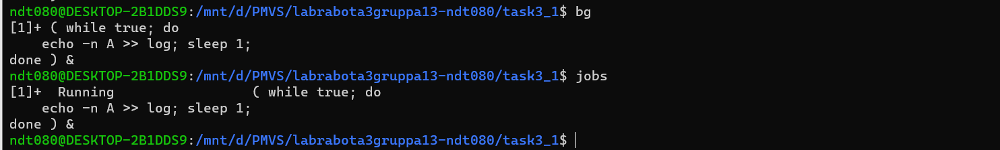 ndt080@DESKTOP-2B1DDS9:/mnt/d/PMVS/labrabota3gruppa13-ndt080/task3_1$ bg
[1]+ ( while true; do
    echo -n A >> log; sleep 1;
done ) &
ndt080@DESKTOP-2B1DDS9:/mnt/d/PMVS/labrabota3gruppa13-ndt080/task3_1$ jobs
[1]+  Running                 ( while true; do
    echo -n A >> log; sleep 1;
done ) &
ndt080@DESKTOP-2B1DDS9:/mnt/d/PMVS/labrabota3gruppa13-ndt080/task3_1$